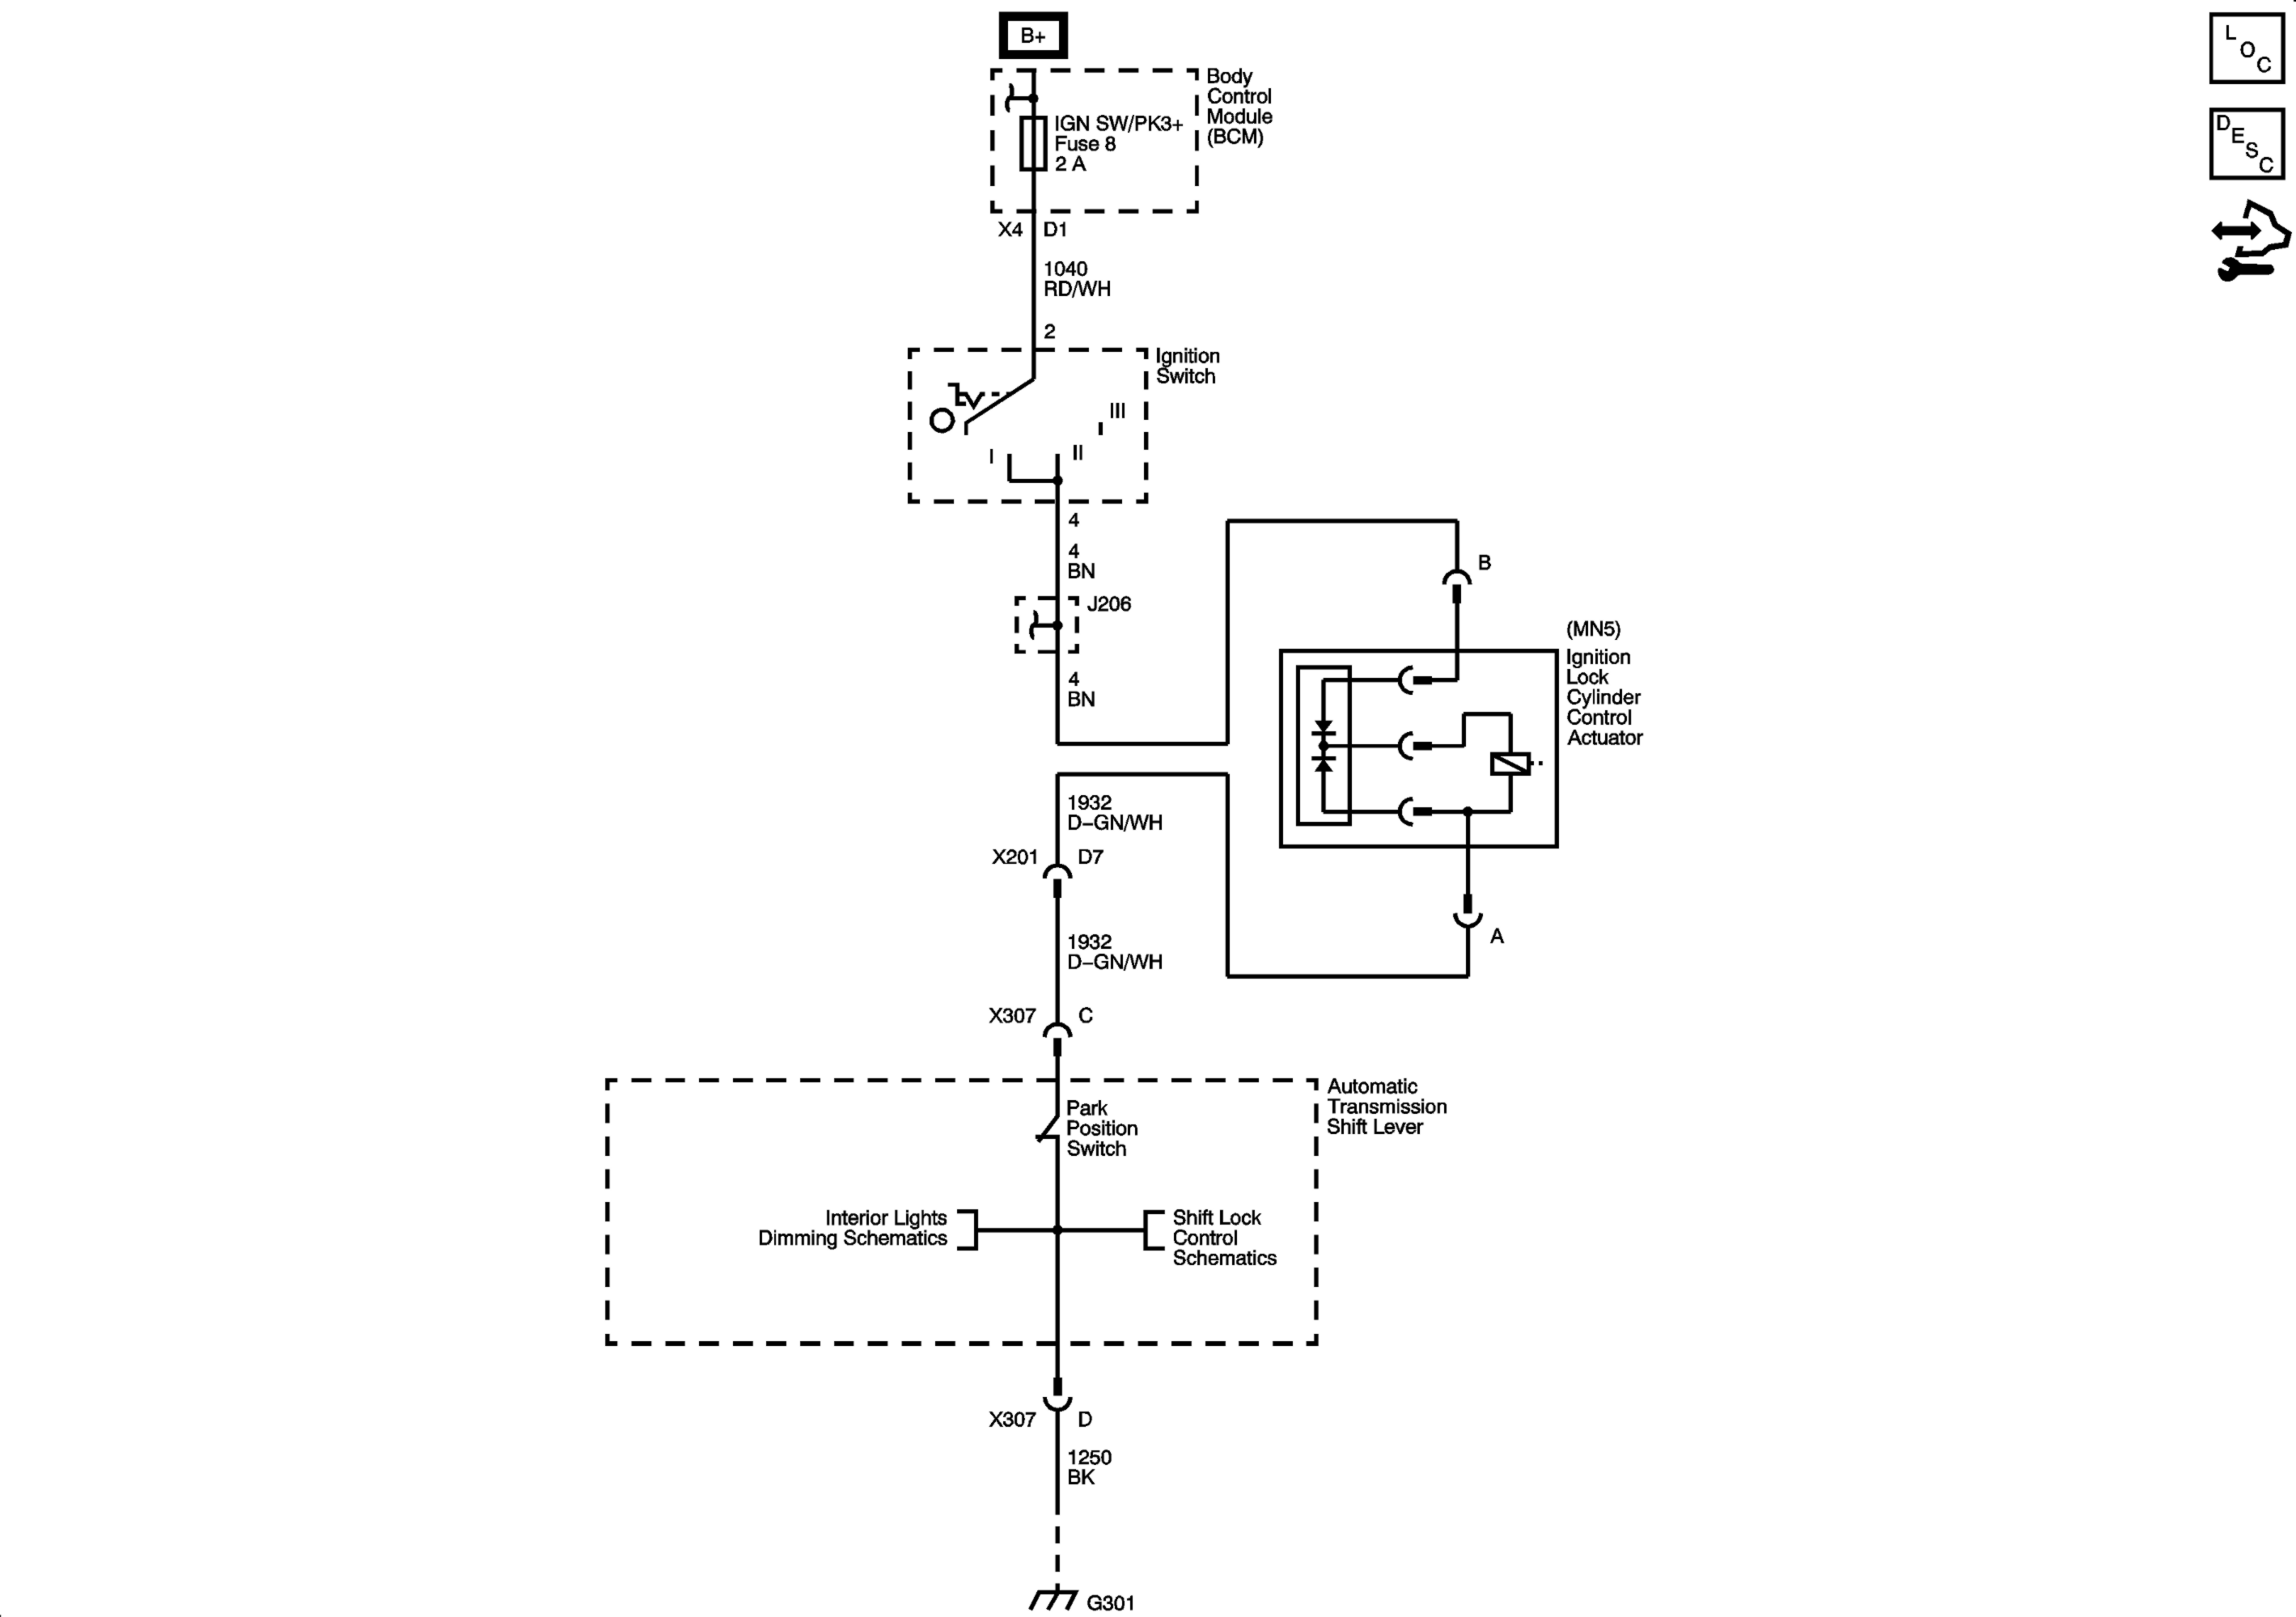 B+
Body
Control
Module
(BCM)
IGN SW/PK3+
Fuse 8
2 A
X4 D1
1040
RD/WH
2
Ignition
Switch
III
I II
4
4
BN
J206
4
BN
B
(MN5)
Ignition
Lock
Cylinder
Control
Actuator
1932
D-GN/WH
X201 D7
A
1932
D-GN/WH
X307 C
Automatic
Transmission
Shift Lever
Park
Position
Switch
Interior Lights
Dimming Schematics
Shift Lock
Control
Schematics
X307 D
1250
BK
G301
LOC
DESC